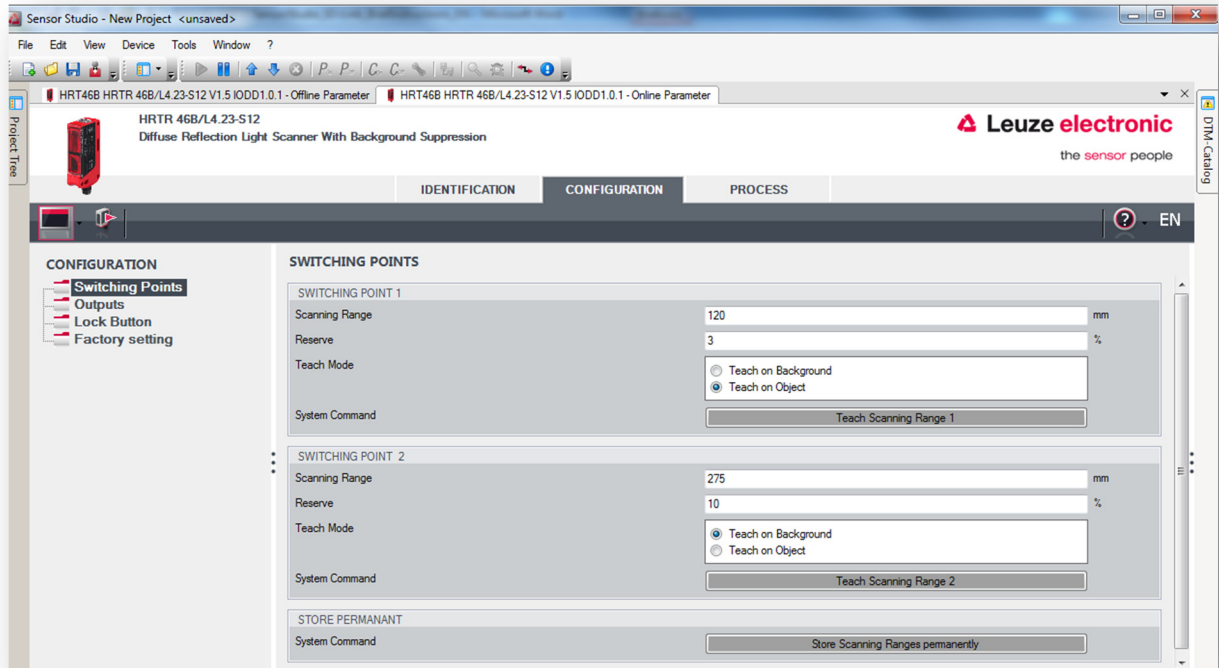 Sensor Studio - New Project <unsaved>
File Edit View Device Tools Window ?
HRT46B HRTR 46B/L4.23-S12 V1.5 IODD1.0.1 - Offline Parameter HRT46B HRTR 46B/L4.23-S12 V1.5 IODD1.0.1 - Online Parameter
Project Tree
DTM-Catalog
HRTR 46B/L4.23-S12
Diffuse Reflection Light Scanner With Background Suppression
Leuze electronic
the sensor people
IDENTIFICATION CONFIGURATION PROCESS
? EN
CONFIGURATION
Switching Points
Outputs
Lock Button
Factory setting
SWITCHING POINTS
SWITCHING POINT 1
Scanning Range 120 mm
Reserve 3 %
Teach Mode
Teach on Background
Teach on Object
System Command Teach Scanning Range 1
SWITCHING POINT 2
Scanning Range 275 mm
Reserve 10 %
Teach Mode
Teach on Background
Teach on Object
System Command Teach Scanning Range 2
STORE PERMANANT
System Command Store Scanning Ranges permanently